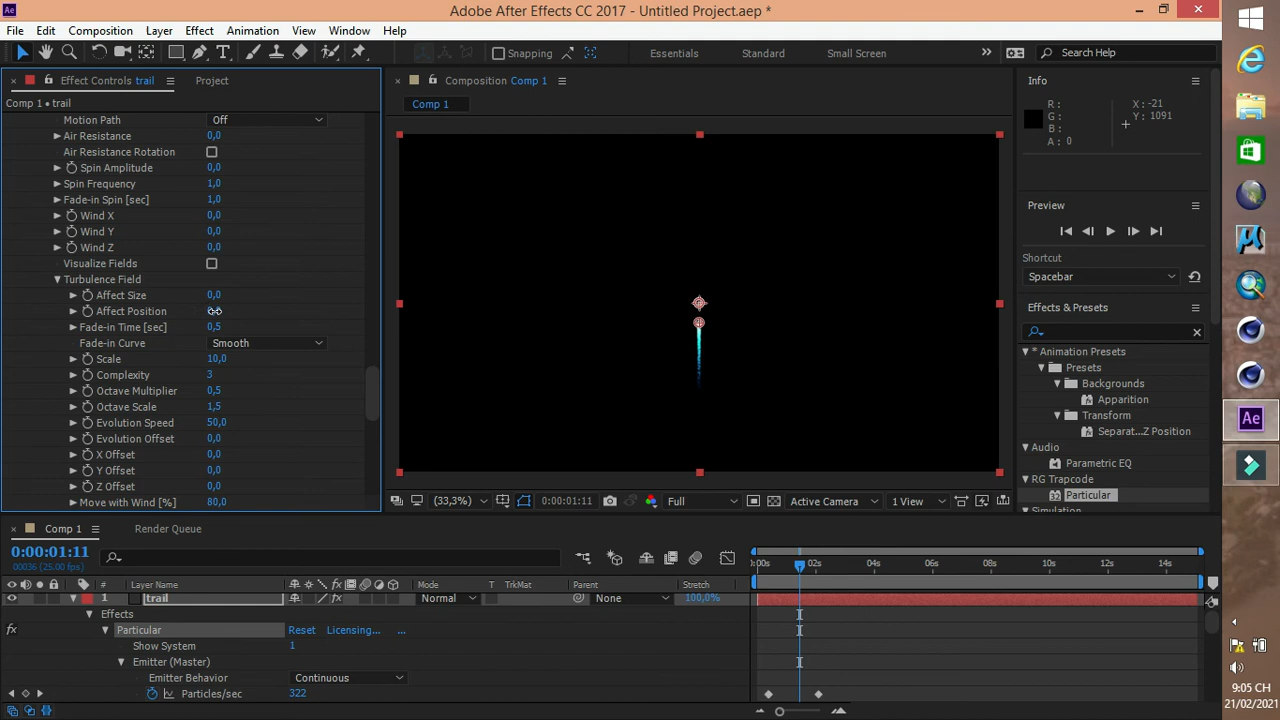 Adobe After Effects CC 2017 - Untitled Project.aep *
File Edit Composition Layer Effect Animation View Window Help
Snapping Essentials Standard Small Screen Search Help
Effect Controls trail Project
Comp 1 • trail
Motion Path Off
Air Resistance 0,0
Air Resistance Rotation
Spin Amplitude 0,0
Spin Frequency 1,0
Fade-in Spin [sec] 1,0
Wind X 0,0
Wind Y 0,0
Wind Z 0,0
Visualize Fields
Turbulence Field
Affect Size 0,0
Affect Position
Fade-in Time [sec] 0,5
Fade-in Curve Smooth
Scale 10,0
Complexity 3
Octave Multiplier 0,5
Octave Scale 1,5
Evolution Speed 50,0
Evolution Offset 0,0
X Offset 0,0
Y Offset 0,0
Z Offset 0,0
Move with Wind [%] 80,0
Composition Comp 1
Comp 1
(33,3%) 0:00:01:11 Full Active Camera 1 View
Info
R: X: -21
G: Y: 1091
B:
A: 0
Preview
Shortcut
Spacebar
Effects & Presets
* Animation Presets
Presets
Backgrounds
Apparition
Transform
Separat...Z Position
Audio
Parametric EQ
RG Trapcode
Particular
Simulation
Comp 1 Render Queue
0:00:01:11
00036 (25.00 fps)
# Layer Name Mode T TrkMat Parent Stretch
1 trail Normal None 100,0%
Effects
fx Particular Reset Licensing... ...
Show System 1
Emitter (Master)
Emitter Behavior Continuous
Particles/sec 322
:00s 02s 04s 06s 08s 10s 12s 14s
9:05 CH
21/02/2021